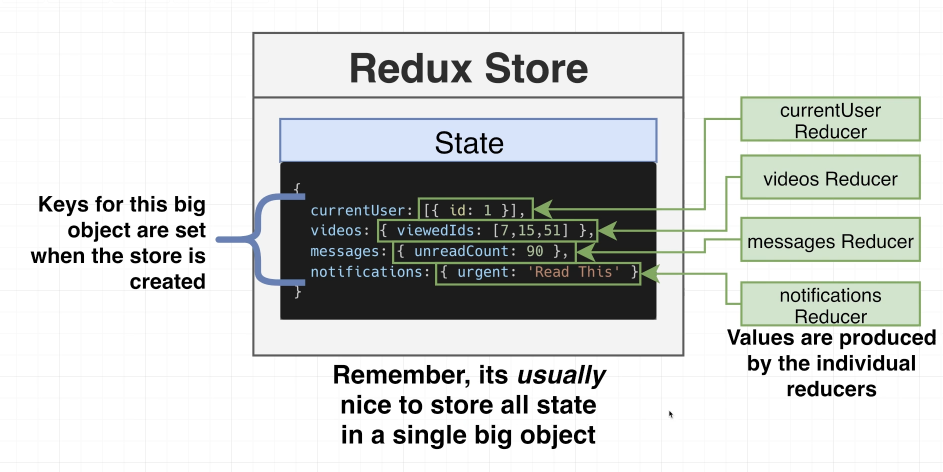 Redux Store
State
{
currentUser: [{ id: 1 }],
videos: { viewedIds: [7,15,51] },
messages: { unreadCount: 90 },
notifications: { urgent: 'Read This' }
}
Keys for this big
object are set
when the store is
created
currentUser
Reducer
videos Reducer
messages Reducer
notifications
Reducer
Values are produced
by the individual
reducers
Remember, its usually
nice to store all state
in a single big object